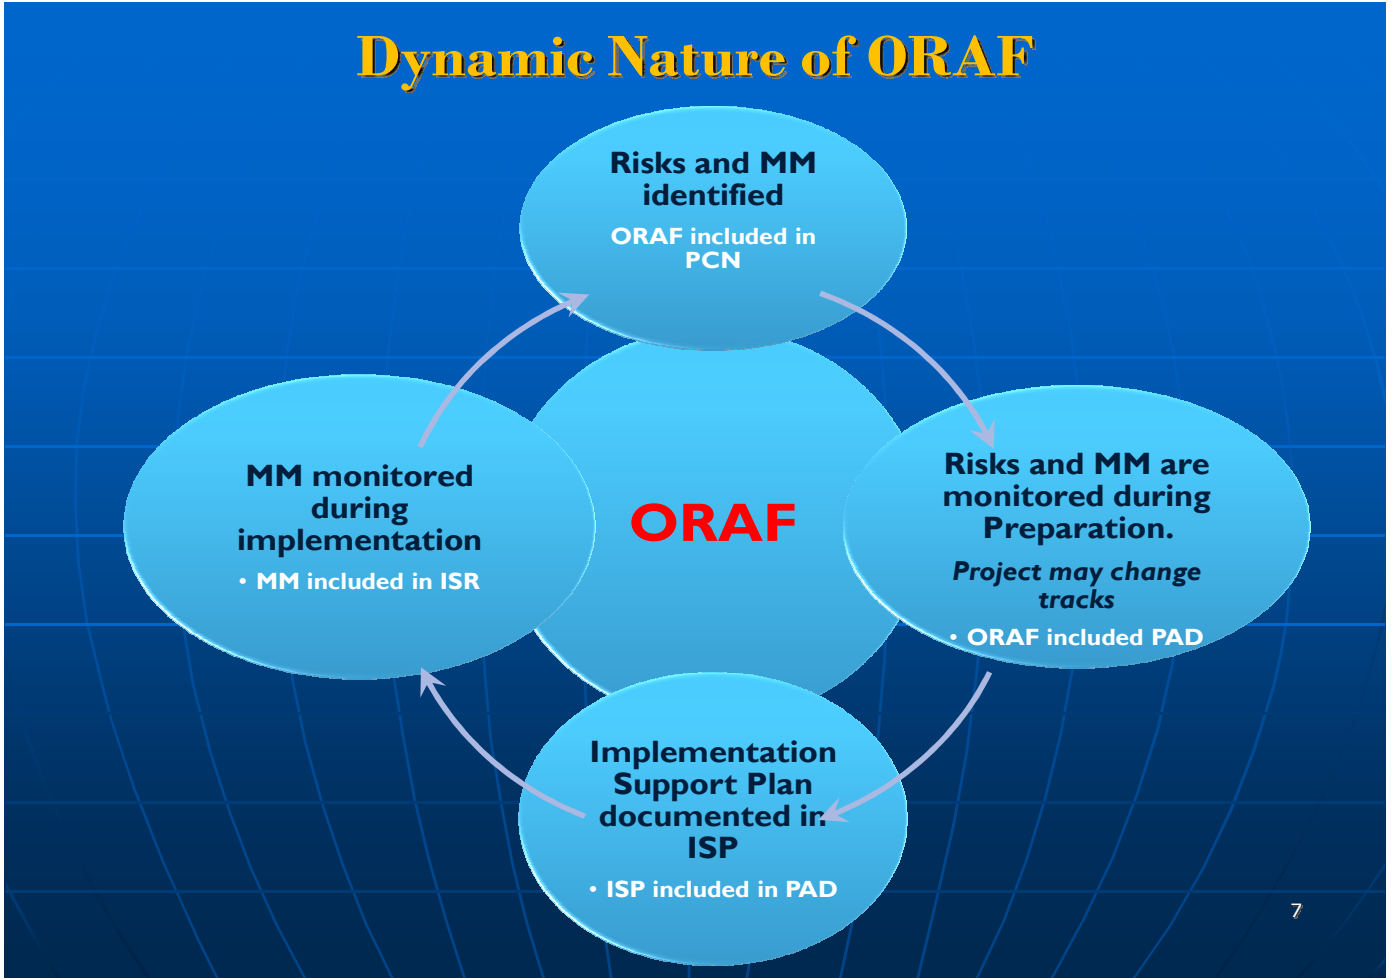 Dynamic Nature of ORAF
Risks and MM
identified
ORAF included in
PCN
Risks and MM are
monitored during
Preparation.
Project may change
tracks
• ORAF included PAD
Implementation
Support Plan
documented in
ISP
• ISP included in PAD
MM monitored
during
implementation
• MM included in ISR
ORAF
7